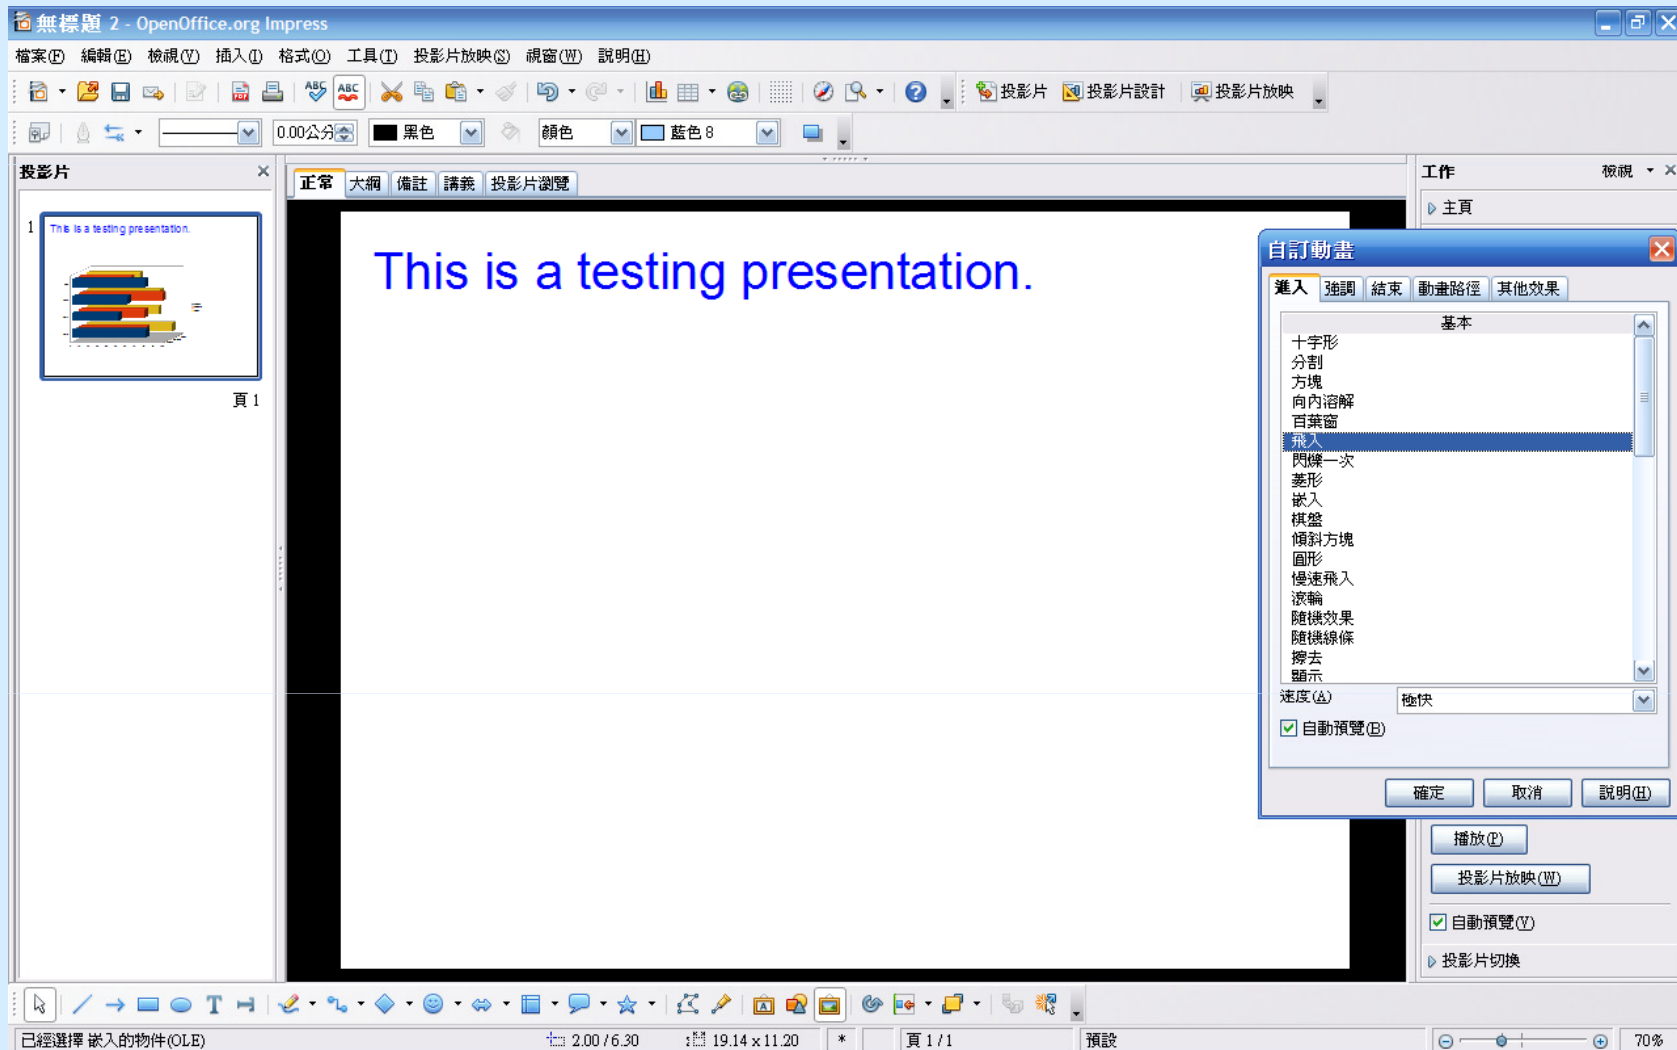 無標題 2 - OpenOffice.org Impress
檔案(F) 編輯(E) 檢視(V) 插入(I) 格式(O) 工具(T) 投影片放映(S) 視窗(W) 說明(H)
投影片 投影片設計 投影片放映
0.00公分 黑色 顏色 藍色 8
投影片
正常 大綱 備註 講義 投影片瀏覽
工作 檢視
主頁
1
This is a testing presentation.
頁 1
This is a testing presentation.
自訂動畫
進入 強調 結束 動畫路徑 其他效果
基本
十字形
分割
方塊
向內溶解
百葉窗
飛入
閃爍一次
菱形
嵌入
棋盤
傾斜方塊
圓形
慢速飛入
滾輪
隨機效果
隨機線條
擦去
顯示
速度(A) 極快
自動預覽(B)
確定 取消 說明(H)
播放(P)
投影片放映(W)
自動預覽(V)
投影片切換
已經選擇 嵌入的物件(OLE) 2.00 / 6.30 19.14 x 11.20 * 頁 1 / 1 預設 70%